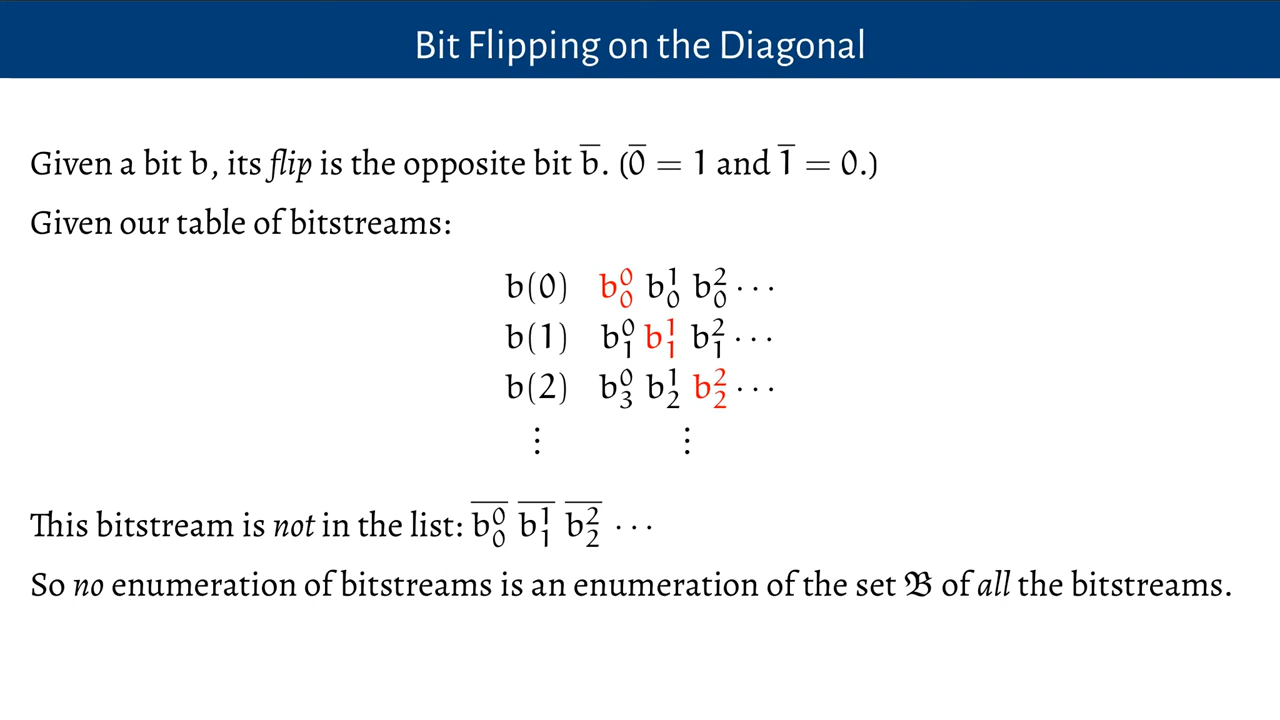 Bit Flipping on the Diagonal
Given a bit b, its flip is the opposite bit b̅. (0̅ = 1 and 1̅ = 0.)
Given our table of bitstreams:
b(0) b₀⁰ b₀¹ b₀² ⋯
b(1) b₁⁰ b₁¹ b₁² ⋯
b(2) b₃⁰ b₂¹ b₂² ⋯
⋮ ⋮
This bitstream is not in the list: b̅₀⁰ b̅₁¹ b̅₂² ⋯
So no enumeration of bitstreams is an enumeration of the set 𝔅 of all the bitstreams.